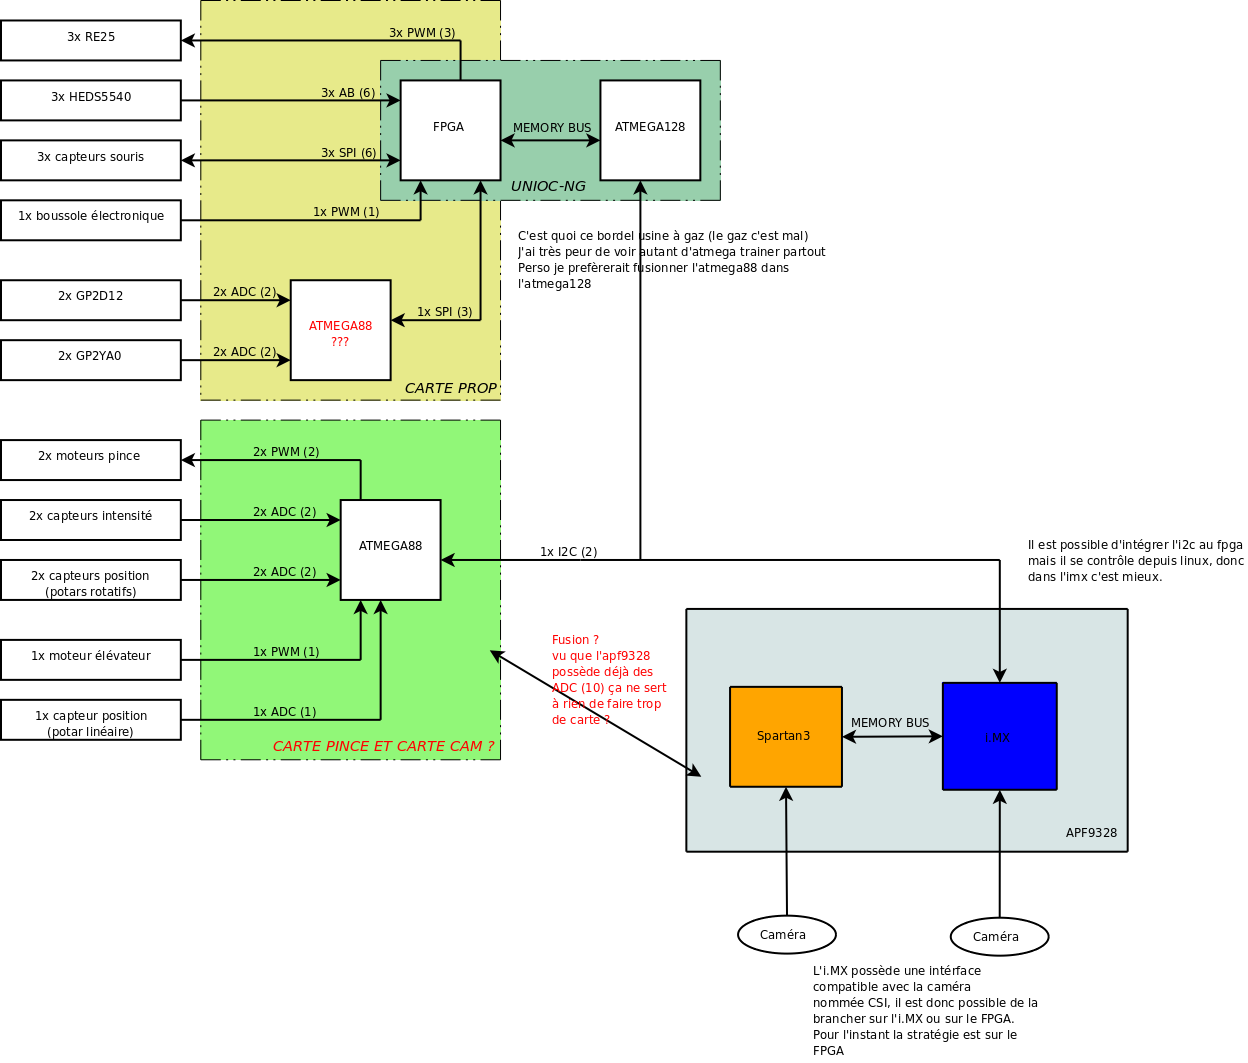 3x RE25
3x PWM (3)
3x HEDS5540
3x AB (6)
FPGA
MEMORY BUS
ATMEGA128
3x capteurs souris
3x SPI (6)
UNIOC-NG
1x boussole électronique
1x PWM (1)
C'est quoi ce bordel usine à gaz (le gaz c'est mal)
J'ai très peur de voir autant d'atmega trainer partout
Perso je prefèrerait fusionner l'atmega88 dans
l'atmega128
2x GP2D12
2x ADC (2)
ATMEGA88
???
1x SPI (3)
2x GP2YA0
2x ADC (2)
CARTE PROP
2x moteurs pince
2x PWM (2)
2x capteurs intensité
2x ADC (2)
ATMEGA88
1x I2C (2)
2x capteurs position
(potars rotatifs)
2x ADC (2)
Il est possible d'intégrer l'i2c au fpga
mais il se contrôle depuis linux, donc
dans l'imx c'est mieux.
1x moteur élévateur
1x PWM (1)
Fusion ?
vu que l'apf9328
possède déjà des
ADC (10) ça ne sert
à rien de faire trop
de carte ?
1x capteur position
(potar linéaire)
1x ADC (1)
CARTE PINCE ET CARTE CAM ?
Spartan3
MEMORY BUS
i.MX
APF9328
Caméra
Caméra
L'i.MX possède une intérface
compatible avec la caméra
nommée CSI, il est donc possible de la
brancher sur l'i.MX ou sur le FPGA.
Pour l'instant la stratégie est sur le
FPGA